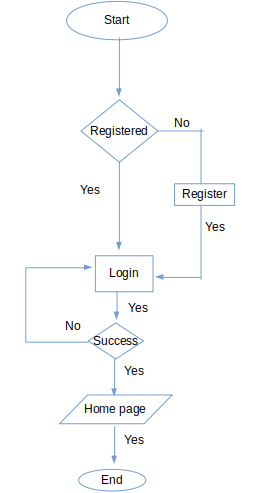 Start
Registered
No
Yes
Register
Yes
Login
Yes
No
Success
Yes
Home page
Yes
End